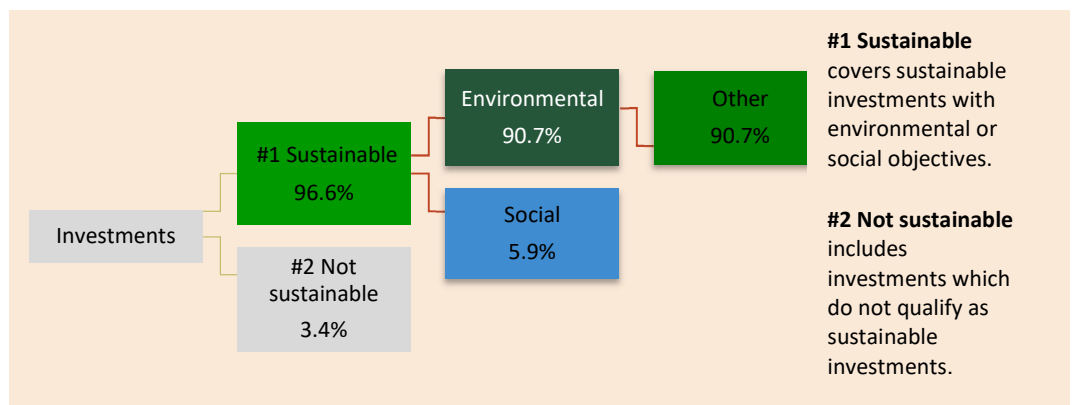 Investments
#1 Sustainable
96.6%
#2 Not
sustainable
3.4%
Environmental
90.7%
Social
5.9%
Other
90.7%
#1 Sustainable
covers sustainable
investments with
environmental or
social objectives.
#2 Not sustainable
includes
investments which
do not qualify as
sustainable
investments.